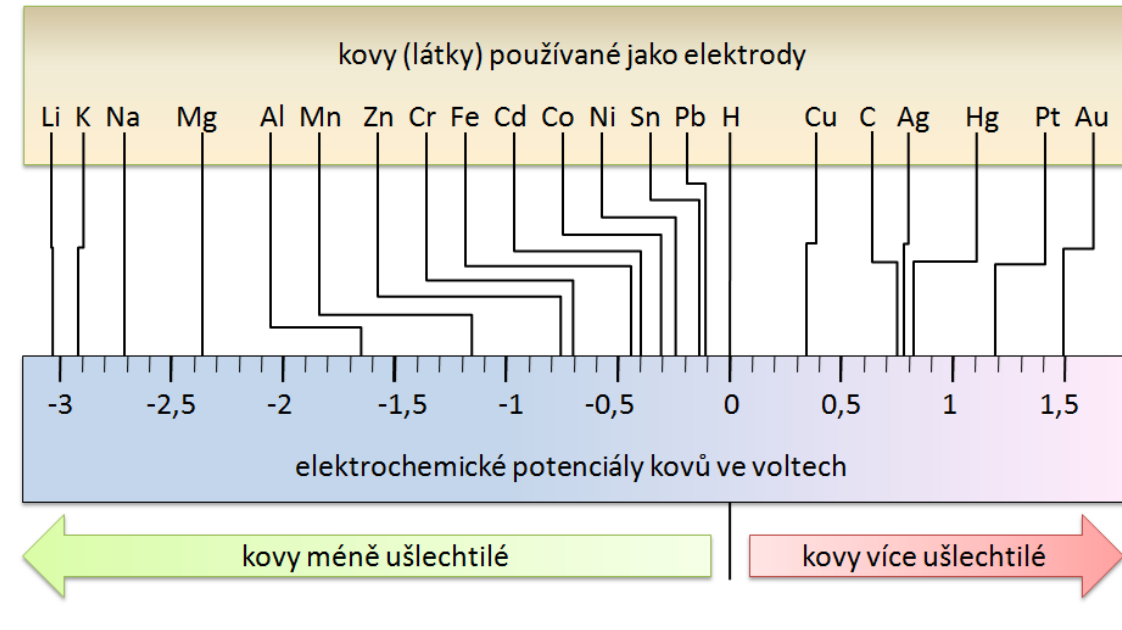 kovy (látky) používané jako elektrody
Li K Na Mg Al Mn Zn Cr Fe Cd Co Ni Sn Pb H Cu C Ag Hg Pt Au
-3 -2,5 -2 -1,5 -1 -0,5 0 0,5 1 1,5
elektrochemické potenciály kovů ve voltech
kovy méně ušlechtilé kovy více ušlechtilé